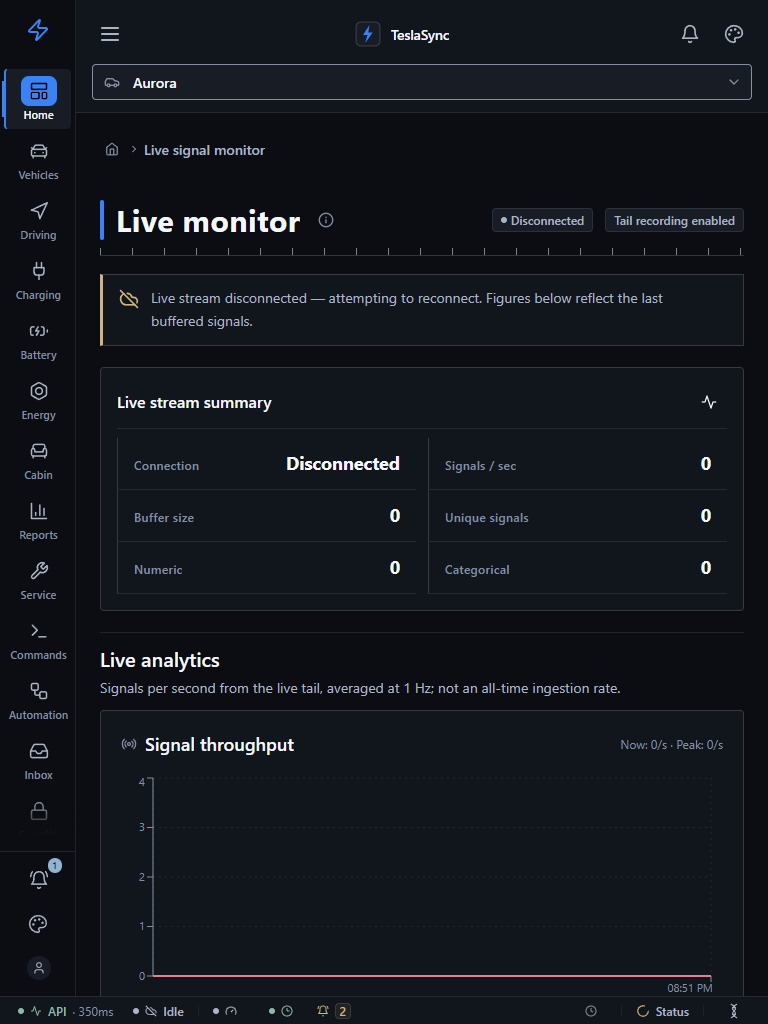 TeslaSync
Aurora
Home
Vehicles
Driving
Charging
Battery
Energy
Cabin
Reports
Service
Commands
Automation
Inbox
1
Live signal monitor
Live monitor
Disconnected
Tail recording enabled
Live stream disconnected — attempting to reconnect. Figures below reflect the last
buffered signals.
Live stream summary
Connection Disconnected
Signals / sec 0
Buffer size 0
Unique signals 0
Numeric 0
Categorical 0
Live analytics
Signals per second from the live tail, averaged at 1 Hz; not an all-time ingestion rate.
Signal throughput
Now: 0/s · Peak: 0/s
4
3
2
1
0
08:51 PM
API · 350ms
Idle
2
Status